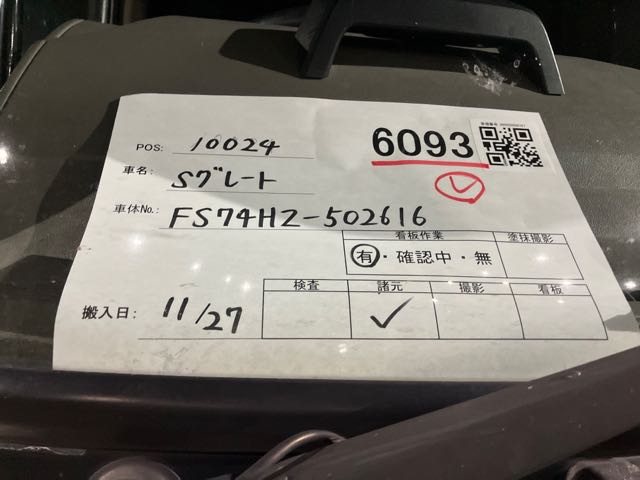 POS: 10024
6093
車名: Sグレート
車体No.: FS74HZ-502616
看板作業 塗抹撮影
有・確認中・無
検査 諸元 撮影 看板
搬入日: 11/27